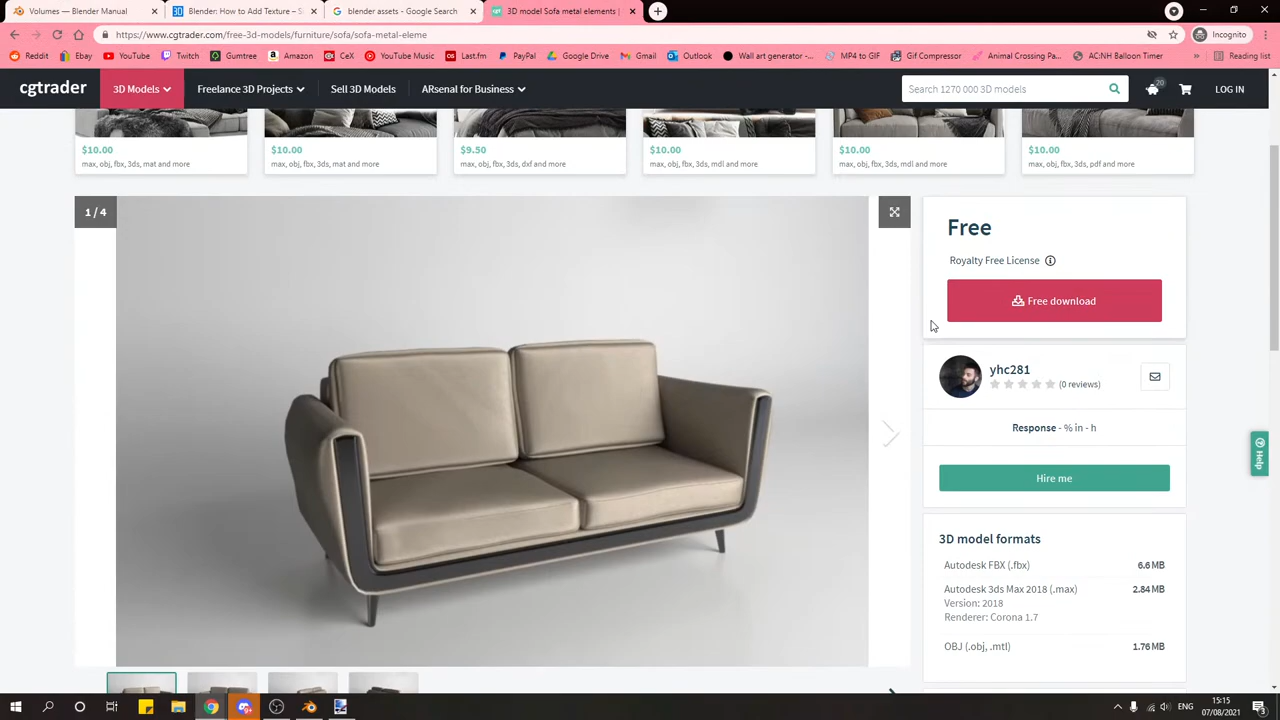 Volumes — Blender Manual
Blender: How to Add Texture – S
blender assets - Google Search
3D model Sofa metal elements |
https://www.cgtrader.com/free-3d-models/furniture/sofa/sofa-metal-eleme
Incognito
Reddit
Ebay
YouTube
Twitch
Gumtree
Amazon
CeX
YouTube Music
Last.fm
PayPal
Google Drive
Gmail
Outlook
Wall art generator -...
MP4 to GIF
Gif Compressor
Animal Crossing Pa...
AC:NH Balloon Timer
Reading list
cgtrader
3D Models
Freelance 3D Projects
Sell 3D Models
ARsenal for Business
Search 1270 000 3D models
20
LOG IN
$10.00
$10.00
$9.50
$10.00
$10.00
$10.00
max, obj, fbx, 3ds, mat and more
max, obj, fbx, 3ds, mat and more
max, obj, fbx, 3ds, dxf and more
max, obj, fbx, 3ds, mdl and more
max, obj, fbx, 3ds, mdl and more
max, obj, fbx, 3ds, pdf and more
1 / 4
Free
Royalty Free License
Free download
yhc281
(0 reviews)
Response - % in - h
Hire me
Help
3D model formats
Autodesk FBX (.fbx) 6.6 MB
Autodesk 3ds Max 2018 (.max) 2.84 MB
Version: 2018
Renderer: Corona 1.7
OBJ (.obj, .mtl) 1.76 MB
ENG
15:15
07/08/2021
3